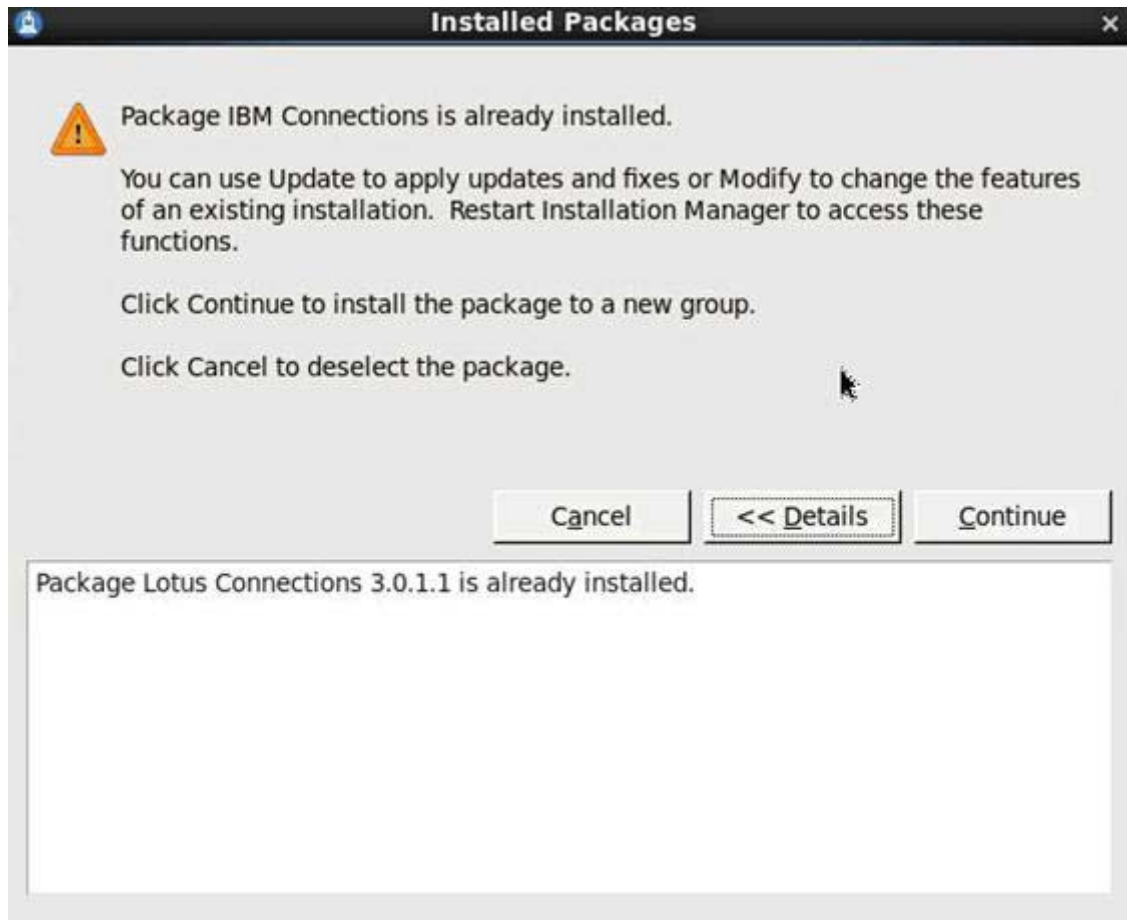 Installed Packages
Package IBM Connections is already installed.
You can use Update to apply updates and fixes or Modify to change the features
of an existing installation.  Restart Installation Manager to access these
functions.
Click Continue to install the package to a new group.
Click Cancel to deselect the package.
Cancel
<< Details
Continue
Package Lotus Connections 3.0.1.1 is already installed.